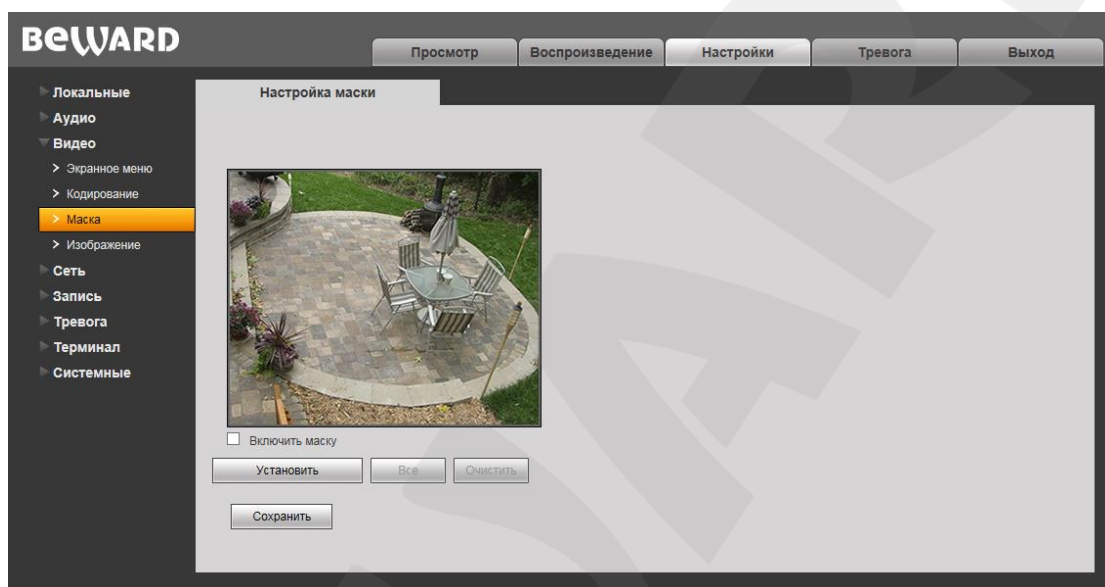 BEWARD
Просмотр
Воспроизведение
Настройки
Тревога
Выход
Локальные
Аудио
Видео
> Экранное меню
> Кодирование
> Маска
> Изображение
Сеть
Запись
Тревога
Терминал
Системные
Настройка маски
Включить маску
Установить
Все
Очистить
Сохранить